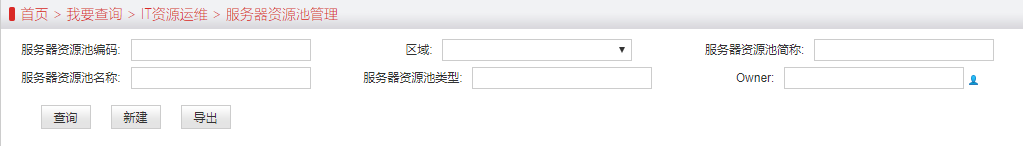 首页 > 我要查询 > IT资源运维 > 服务器资源池管理
服务器资源池编码: 区域: 服务器资源池简称:
服务器资源池名称: 服务器资源池类型: Owner:
查询 新建 导出